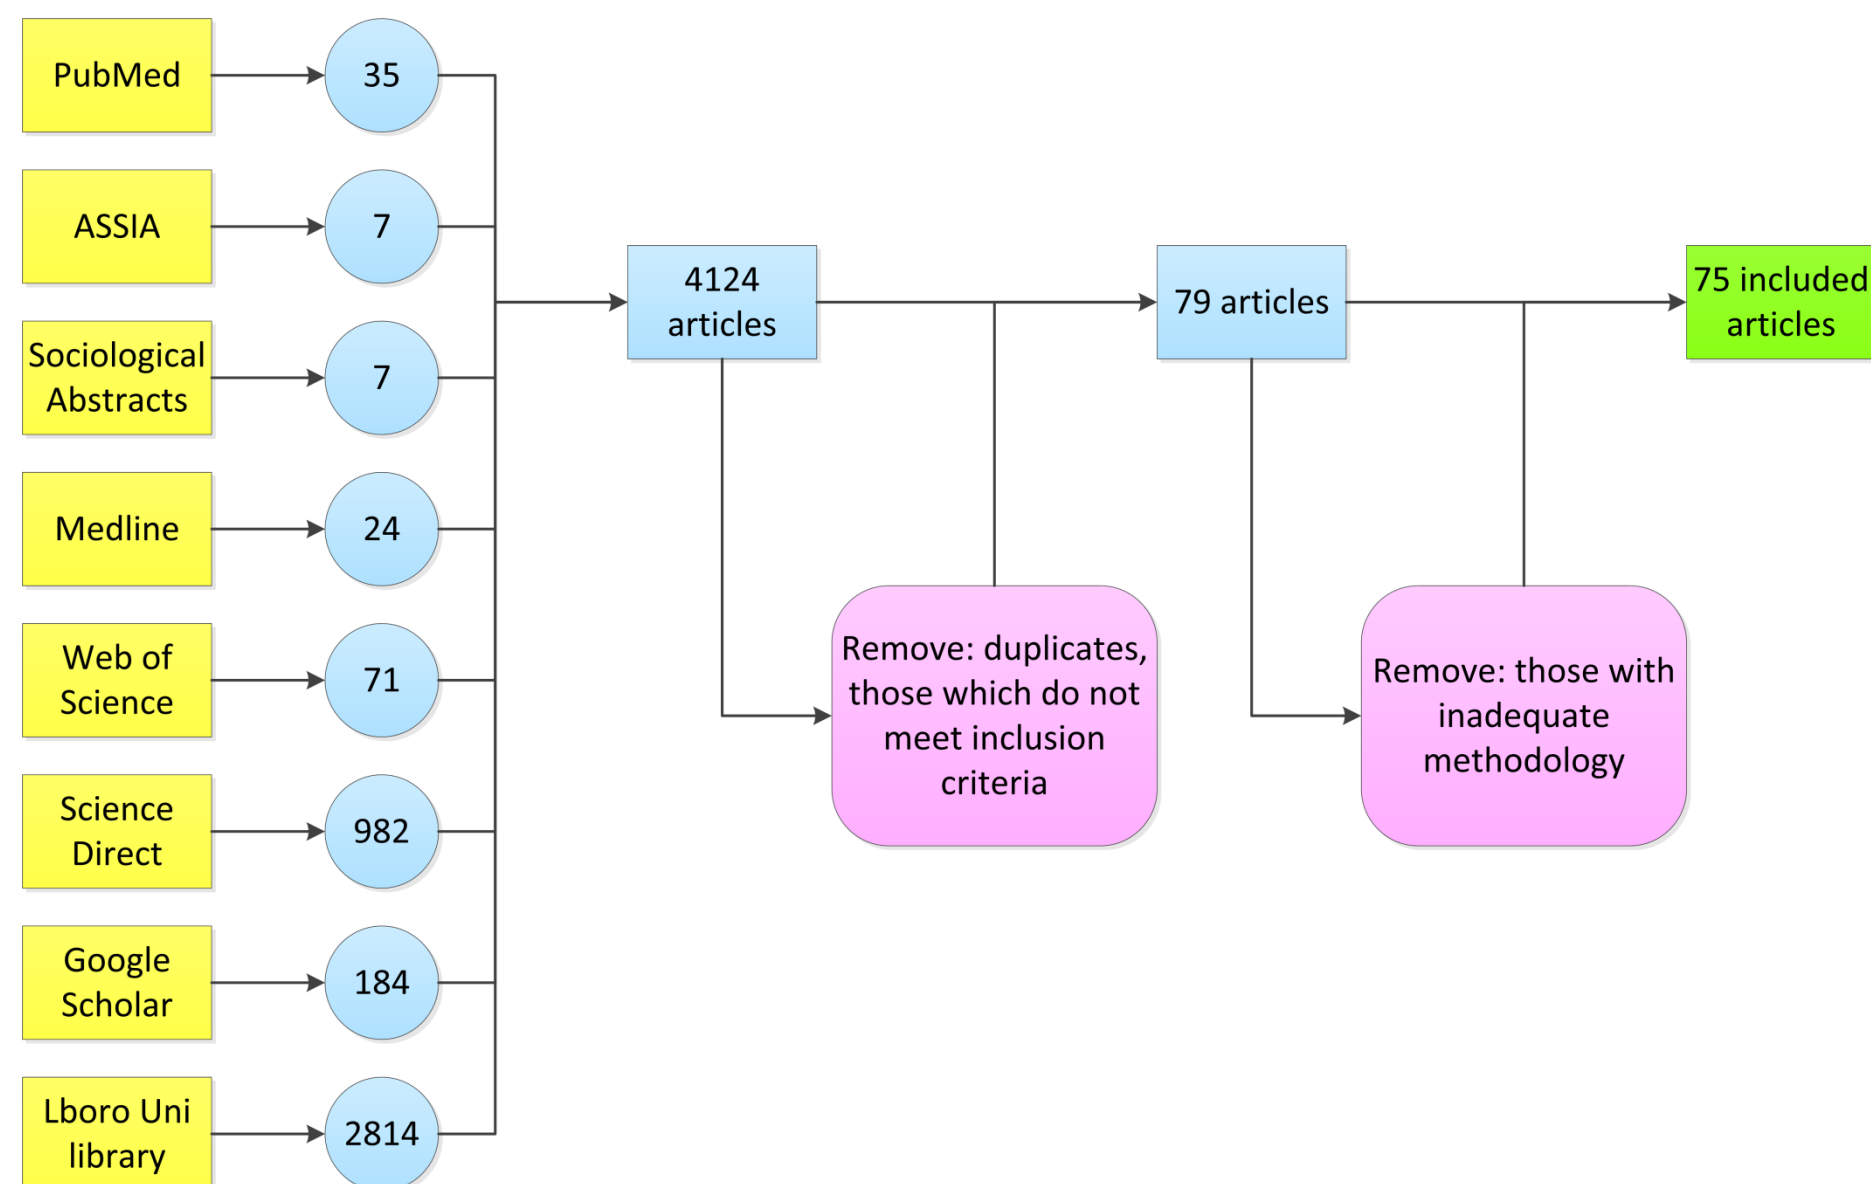 PubMed
35
ASSIA
7
Sociological
Abstracts
7
Medline
24
Web of
Science
71
Science
Direct
982
Google
Scholar
184
Lboro Uni
library
2814
4124
articles
Remove: duplicates,
those which do not
meet inclusion
criteria
79 articles
Remove: those with
inadequate
methodology
75 included
articles